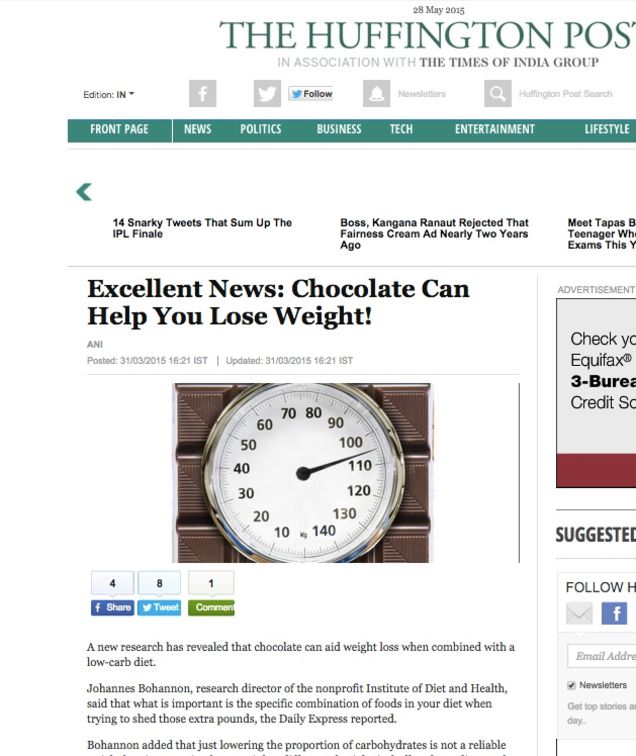 28 May 2015
THE HUFFINGTON POST
IN ASSOCIATION WITH THE TIMES OF INDIA GROUP
Edition: IN
Follow
Newsletters
Huffington Post Search
FRONT PAGE NEWS POLITICS BUSINESS TECH ENTERTAINMENT LIFESTYLE
14 Snarky Tweets That Sum Up The
IPL Finale
Boss, Kangana Ranaut Rejected That
Fairness Cream Ad Nearly Two Years
Ago
Meet Tapas B
Teenager Wh
Exams This Y
Excellent News: Chocolate Can
Help You Lose Weight!
ANI
Posted: 31/03/2015 16:21 IST | Updated: 31/03/2015 16:21 IST
ADVERTISEMENT
Check yo
Equifax®
3-Burea
Credit Sc
10 20 30 40 50 60 70 80 90 100 110 120 130 140
kg
4 8 1
Share Tweet Comment
SUGGESTED
FOLLOW H
Email Addre
Newsletters
Get top stories a
day..
A new research has revealed that chocolate can aid weight loss when combined with a
low-carb diet.
Johannes Bohannon, research director of the nonprofit Institute of Diet and Health,
said that what is important is the specific combination of foods in your diet when
trying to shed those extra pounds, the Daily Express reported.
Bohannon added that just lowering the proportion of carbohydrates is not a reliable